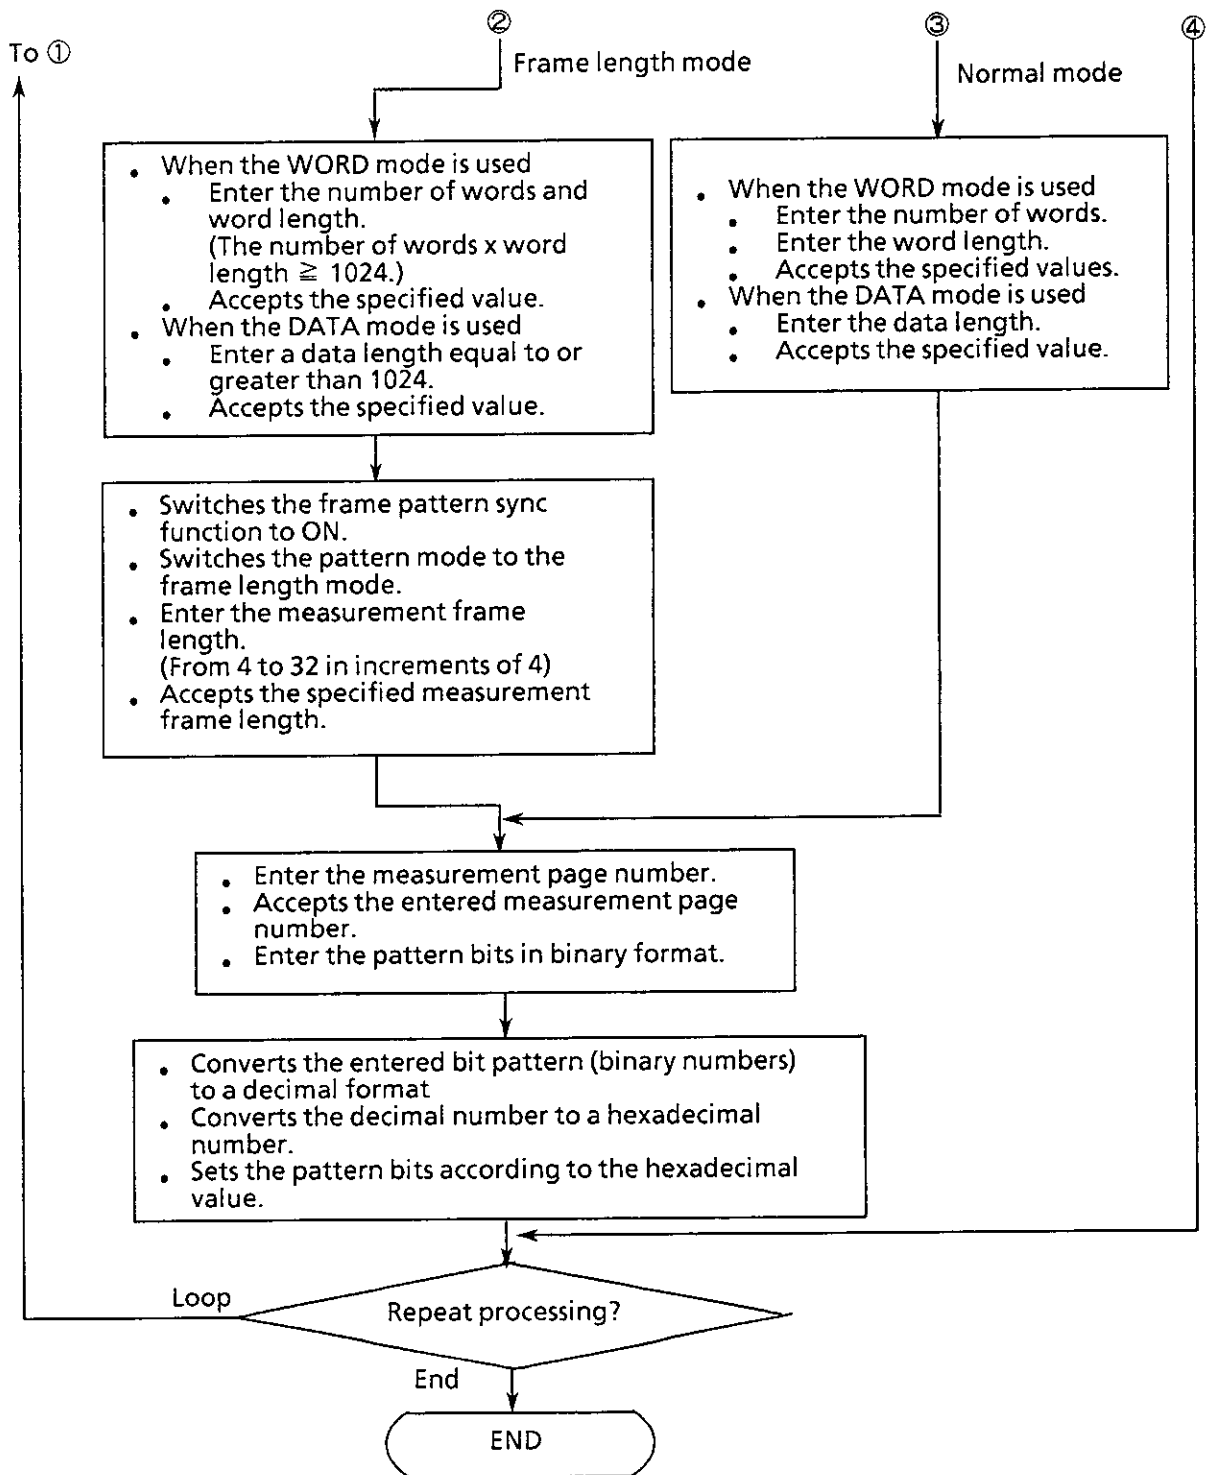 To ①
②
Frame length mode
③
Normal mode
④
• When the WORD mode is used
• Enter the number of words and
word length.
(The number of words x word
length ≧ 1024.)
• Accepts the specified value.
• When the DATA mode is used
• Enter a data length equal to or
greater than 1024.
• Accepts the specified value.
• When the WORD mode is used
• Enter the number of words.
• Enter the word length.
• Accepts the specified values.
• When the DATA mode is used
• Enter the data length.
• Accepts the specified value.
• Switches the frame pattern sync
function to ON.
• Switches the pattern mode to the
frame length mode.
• Enter the measurement frame
length.
(From 4 to 32 in increments of 4)
• Accepts the specified measurement
frame length.
• Enter the measurement page number.
• Accepts the entered measurement page
number.
• Enter the pattern bits in binary format.
• Converts the entered bit pattern (binary numbers)
to a decimal format
• Converts the decimal number to a hexadecimal
number.
• Sets the pattern bits according to the hexadecimal
value.
Loop
Repeat processing?
End
END